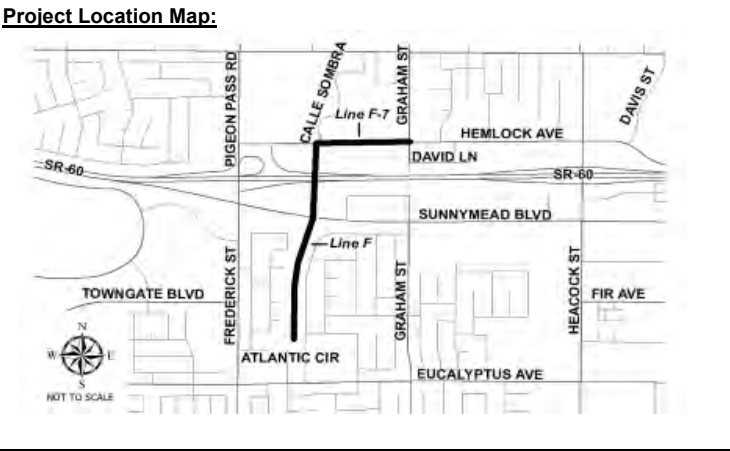 Project Location Map:
PIGEON PASS RD
CALLE SOMBRA
GRAHAM ST
DAVIS ST
Line F-7
HEMLOCK AVE
DAVID LN
SR-60
SR-60
SUNNYMEAD BLVD
Line F
TOWNGATE BLVD
FREDERICK ST
GRAHAM ST
HEACOCK ST
FIR AVE
N
W
E
S
NOT TO SCALE
ATLANTIC CIR
EUCALYPTUS AVE